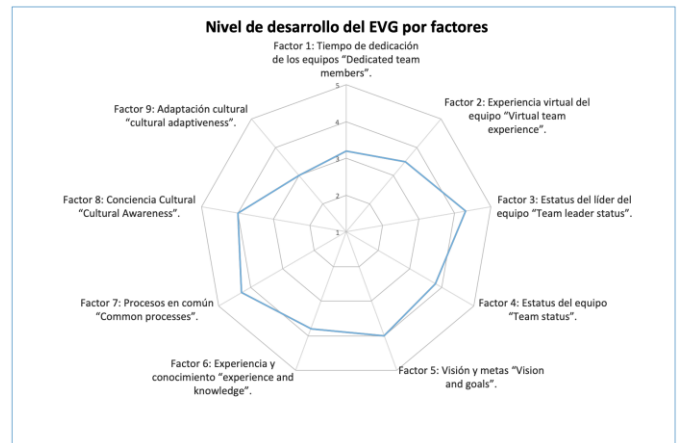 Nivel de desarrollo del EVG por factores
Factor 1: Tiempo de dedicación
de los equipos “Dedicated team
members”.
5
4
3
2
1
Factor 2: Experiencia virtual del
equipo “Virtual team
experience”.
Factor 3: Estatus del líder del
equipo “Team leader status”.
Factor 4: Estatus del equipo
“Team status”.
Factor 5: Visión y metas “Vision
and goals”.
Factor 6: Experiencia y
conocimiento “experience and
knowledge”.
Factor 7: Procesos en común
“Common processes”.
Factor 8: Conciencia Cultural
“Cultural Awareness”.
Factor 9: Adaptación cultural
“cultural adaptiveness”.